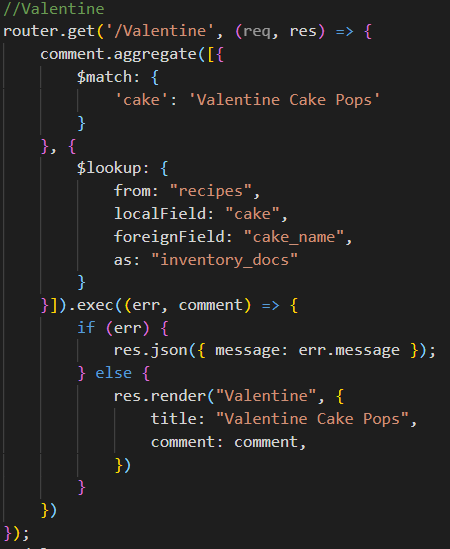 //Valentine
router.get('/Valentine', (req, res) => {
    comment.aggregate([{
        $match: {
            'cake': 'Valentine Cake Pops'
        }
    }, {
        $lookup: {
            from: "recipes",
            localField: "cake",
            foreignField: "cake_name",
            as: "inventory_docs"
        }
    }]).exec((err, comment) => {
        if (err) {
            res.json({ message: err.message });
        } else {
            res.render("Valentine", {
                title: "Valentine Cake Pops",
                comment: comment,
            })
        }
    })
});